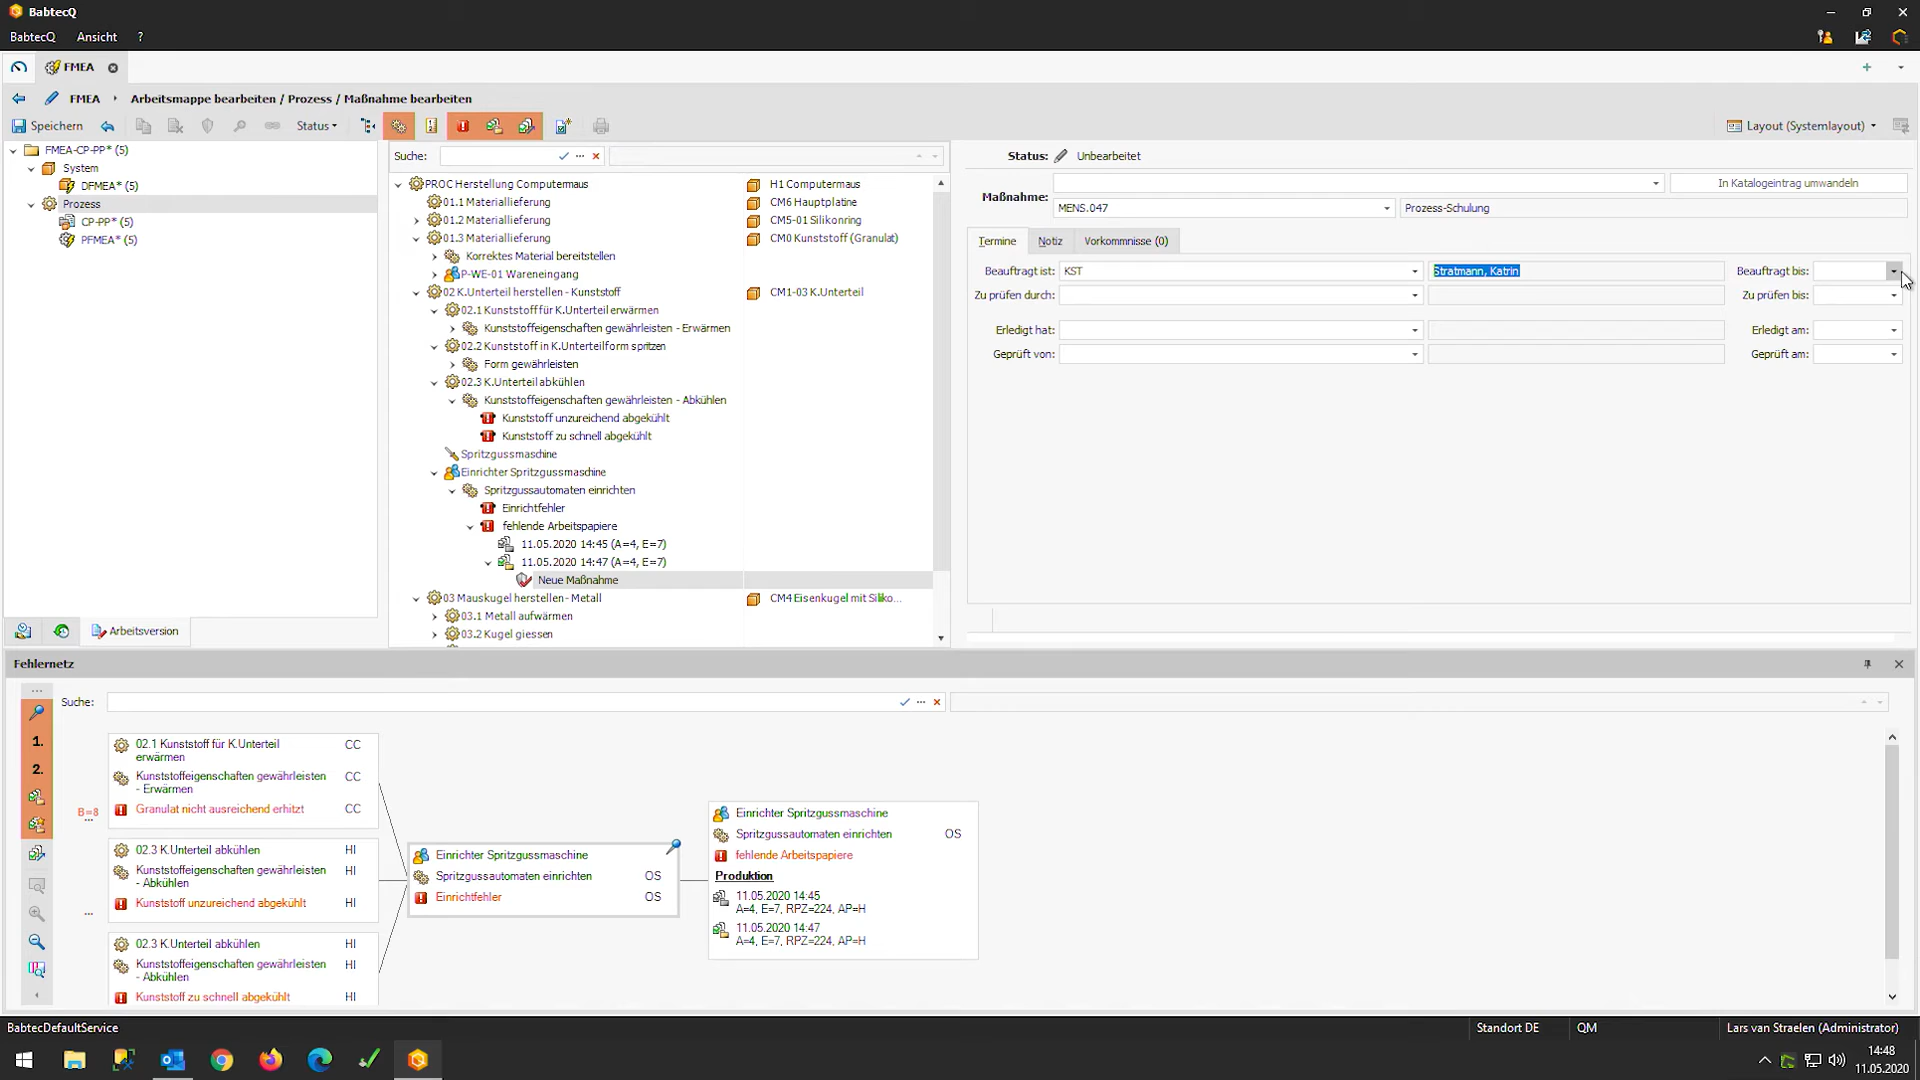 BabtecQ
BabtecQ Ansicht ?
FMEA
FMEA Arbeitsmappe bearbeiten / Prozess / Maßnahme bearbeiten
Speichern Status Layout (Systemlayout)
FMEA-CP-PP* (5)
System
DFMEA* (5)
Prozess
CP-PP* (5)
PFMEA* (5)
Arbeitsversion
Suche:
PROC Herstellung Computermaus H1 Computermaus
01.1 Materiallieferung CM6 Hauptplatine
01.2 Materiallieferung CM5-01 Silikonring
01.3 Materiallieferung CM0 Kunststoff (Granulat)
Korrektes Material bereitstellen
P-WE-01 Wareneingang
02 K.Unterteil herstellen - Kunststoff CM1-03 K.Unterteil
02.1 Kunststoff für K.Unterteil erwärmen
Kunststoffeigenschaften gewährleisten - Erwärmen
02.2 Kunststoff in K.Unterteilform spritzen
Form gewährleisten
02.3 K.Unterteil abkühlen
Kunststoffeigenschaften gewährleisten - Abkühlen
Kunststoff unzureichend abgekühlt
Kunststoff zu schnell abgekühlt
Spritzgussmaschine
Einrichter Spritzgussmaschine
Spritzgussautomaten einrichten
Einrichtfehler
fehlende Arbeitspapiere
11.05.2020 14:45 (A=4, E=7)
11.05.2020 14:47 (A=4, E=7)
Neue Maßnahme
03 Mauskugel herstellen - Metall CM4 Eisenkugel mit Siliko...
03.1 Metall aufwärmen
03.2 Kugel giessen
Status: Unbearbeitet
Maßnahme: In Katalogeintrag umwandeln
MENS.047 Prozess-Schulung
Termine Notiz Vorkommnisse (0)
Beauftragt ist: KST Stratmann, Katrin Beauftragt bis:
Zu prüfen durch: Zu prüfen bis:
Erledigt hat: Erledigt am:
Geprüft von: Geprüft am:
Fehlernetz
Suche:
1.
2.
B=8
...
...
02.1 Kunststoff für K.Unterteil erwärmen CC
Kunststoffeigenschaften gewährleisten - Erwärmen CC
Granulat nicht ausreichend erhitzt CC
02.3 K.Unterteil abkühlen HI
Kunststoffeigenschaften gewährleisten - Abkühlen HI
Kunststoff unzureichend abgekühlt HI
02.3 K.Unterteil abkühlen HI
Kunststoffeigenschaften gewährleisten - Abkühlen HI
Kunststoff zu schnell abgekühlt HI
Einrichter Spritzgussmaschine
Spritzgussautomaten einrichten OS
Einrichtfehler OS
Einrichter Spritzgussmaschine
Spritzgussautomaten einrichten OS
fehlende Arbeitspapiere
Produktion
11.05.2020 14:45
A=4, E=7, RPZ=224, AP=H
11.05.2020 14:47
A=4, E=7, RPZ=224, AP=H
BabtecDefaultService Standort DE QM Lars van Straelen (Administrator)
14:48
11.05.2020